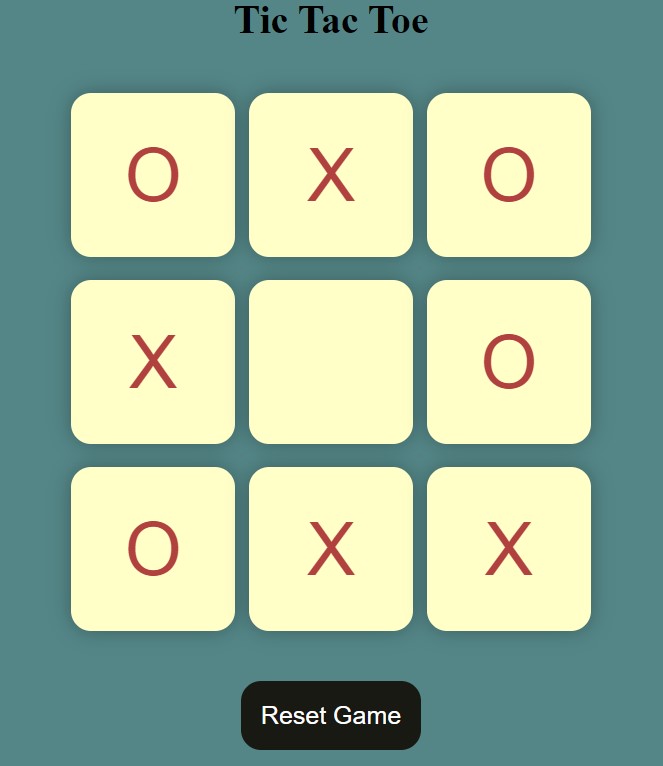 Tic Tac Toe
O X O
X O
O X X
Reset Game